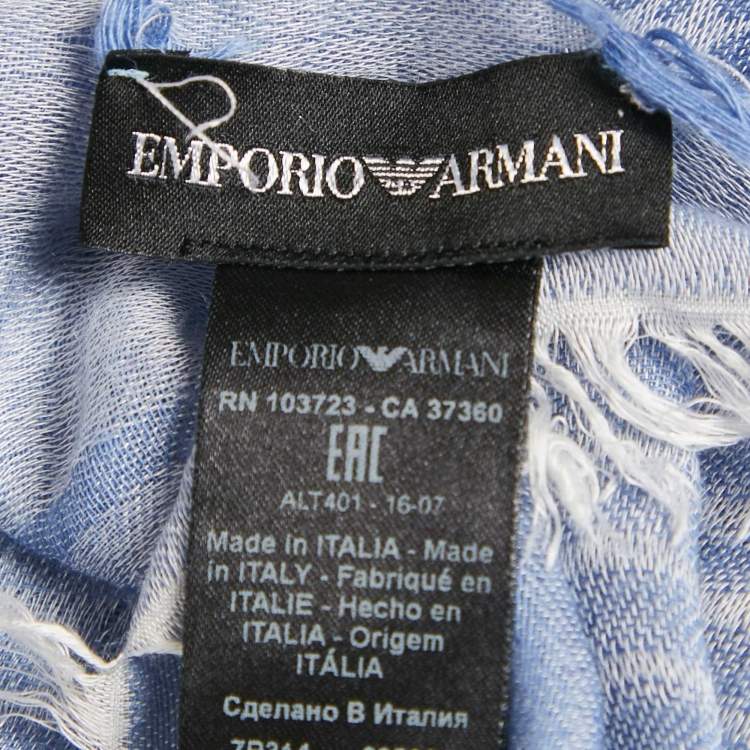 EMPORIO ARMANI
EMPORIO ARMANI
RN 103723 - CA 37360
EAC
ALT401 - 16-07
Made in ITALIA - Made
in ITALY - Fabriqué en
ITALIE - Hecho en
ITALIA - Origem
ITÁLIA
Сделано В Италия